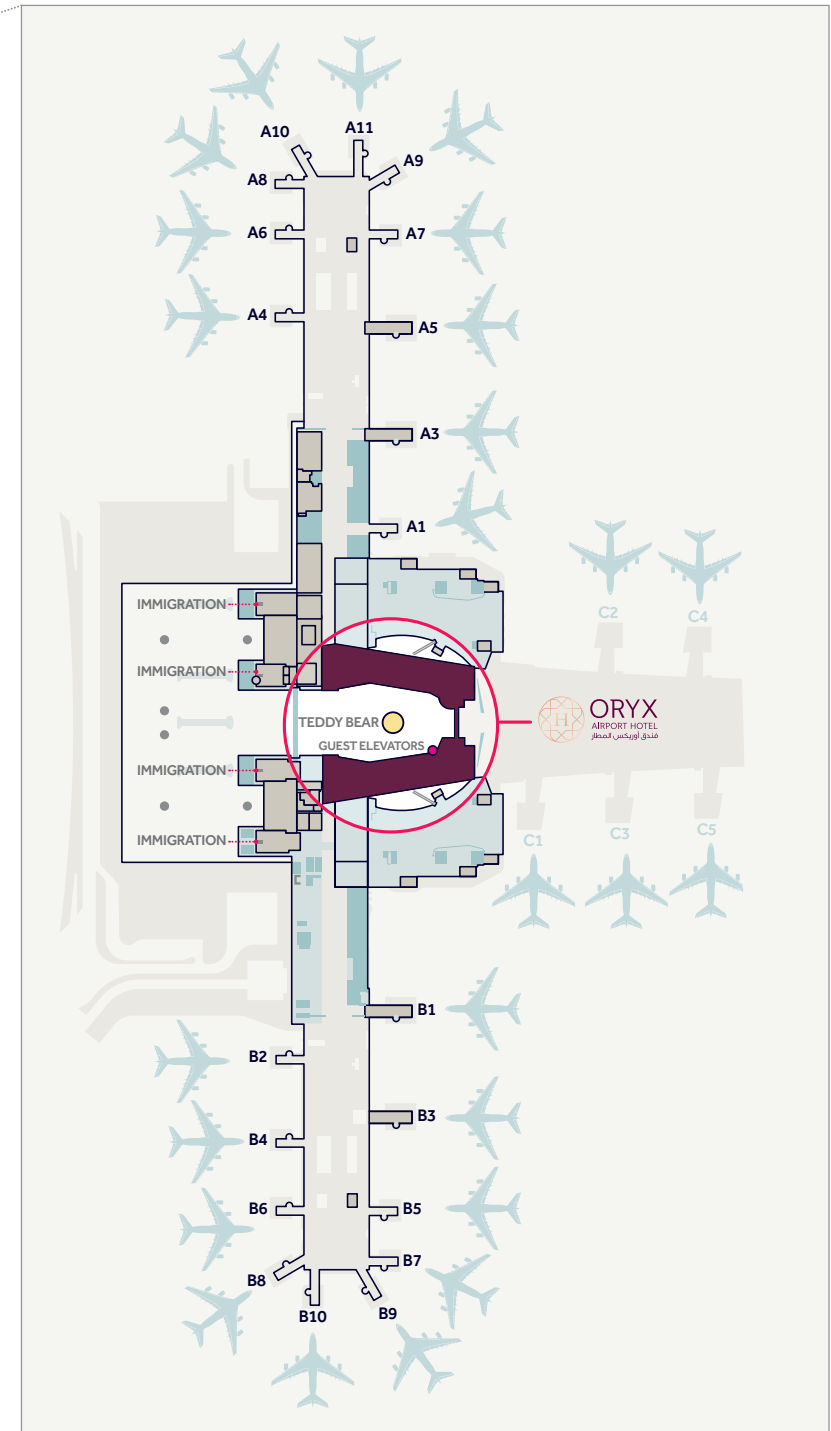 A10
A11
A9
A8
A6
A7
A4
A5
A3
A1
C2
C4
IMMIGRATION
IMMIGRATION
TEDDY BEAR
GUEST ELEVATORS
H
ORYX
AIRPORT HOTEL
فندق أوريكس المطار
IMMIGRATION
IMMIGRATION
C1
C3
C5
B1
B2
B3
B4
B6
B5
B7
B8
B10
B9